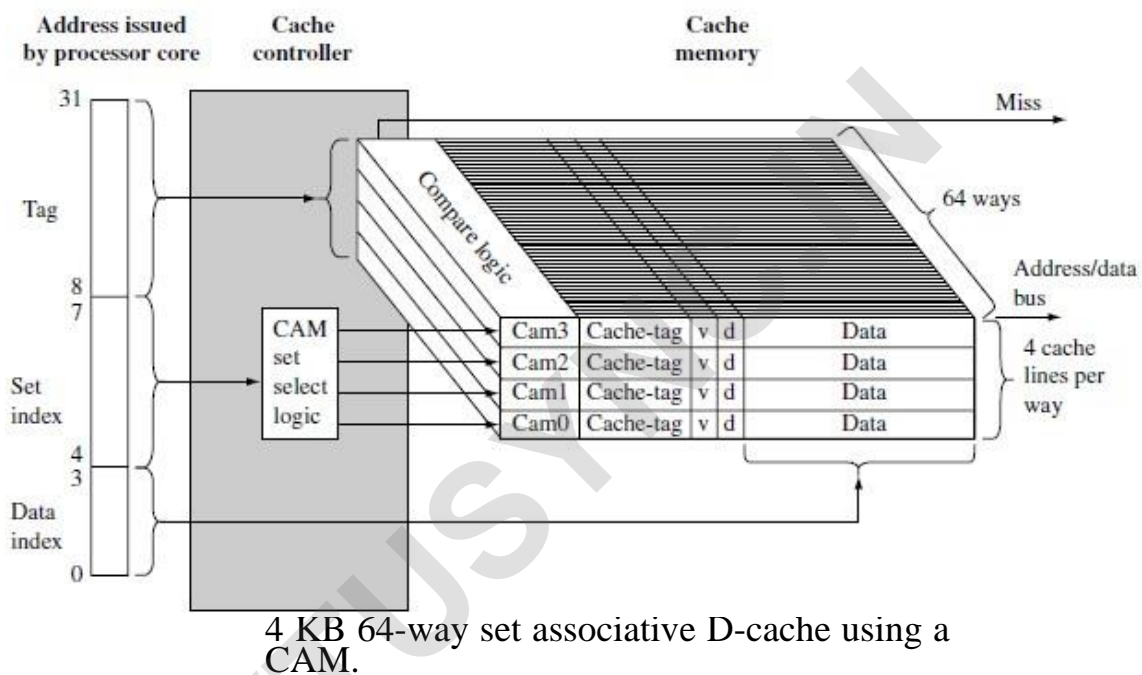 Address issued
by processor core
Cache
controller
Cache
memory
31
Tag
8
7
Set
index
4
3
Data
index
0
CAM
set
select
logic
Compare logic
Miss
64 ways
Address/data
bus
Cam3 Cache-tag v d Data
Cam2 Cache-tag v d Data
Cam1 Cache-tag v d Data
Cam0 Cache-tag v d Data
4 cache
lines per
way
4 KB 64-way set associative D-cache using a
CAM.